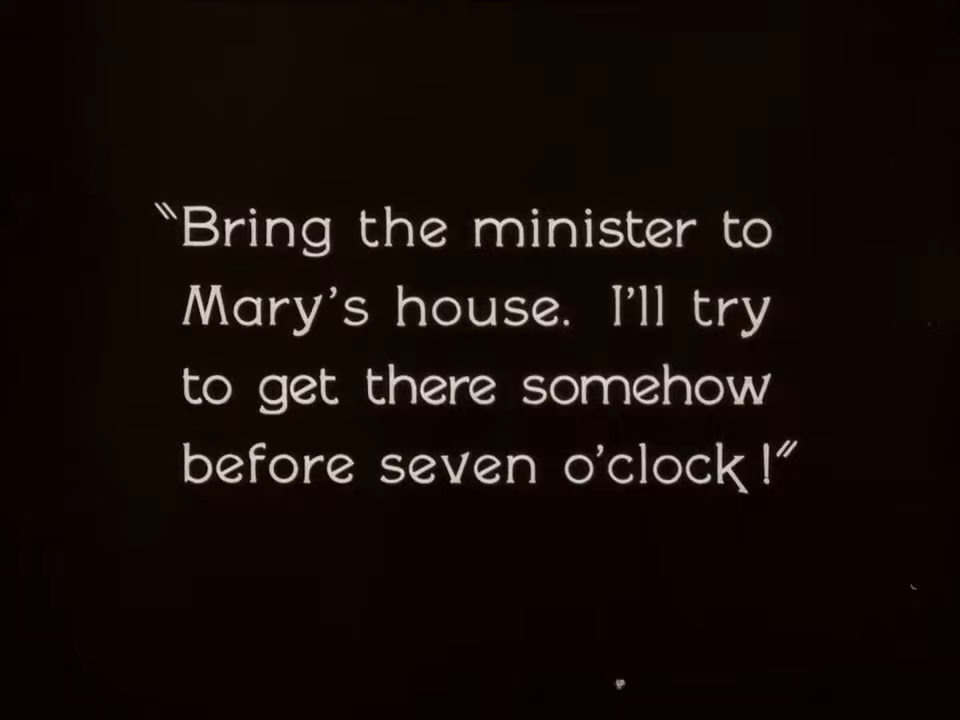 "Bring the minister to
Mary's house. I'll try
to get there somehow
before seven o'clock!"